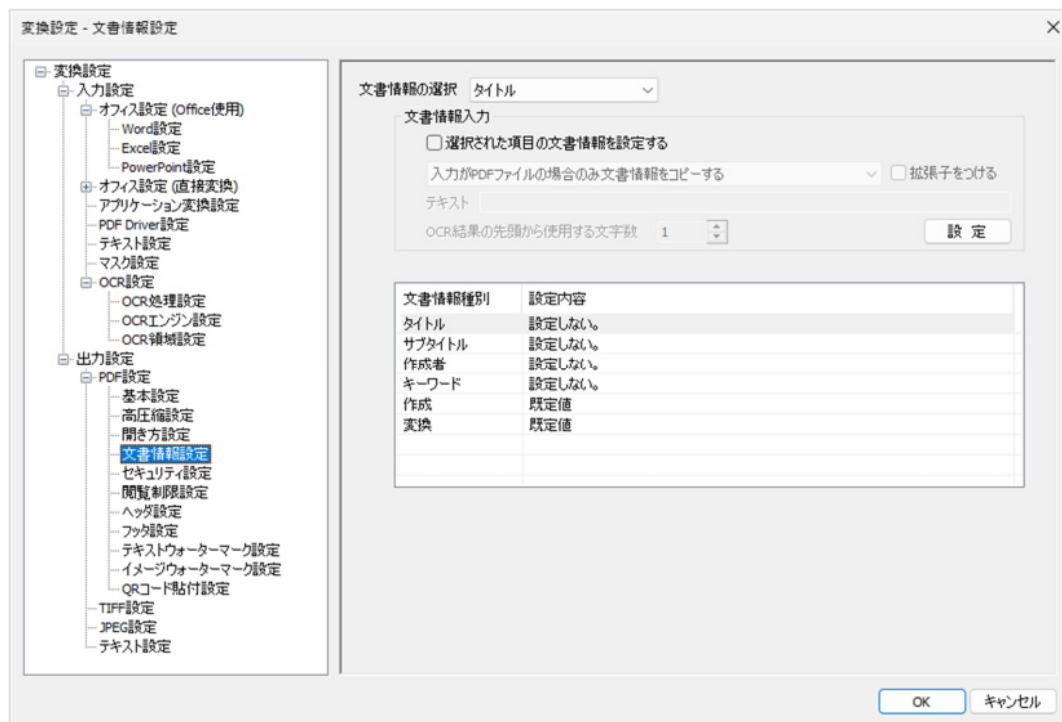 変換設定 - 文書情報設定
変換設定
入力設定
オフィス設定 (Office使用)
Word設定
Excel設定
PowerPoint設定
オフィス設定 (直接変換)
アプリケーション変換設定
PDF Driver設定
テキスト設定
マスク設定
OCR設定
OCR処理設定
OCRエンジン設定
OCR領域設定
出力設定
PDF設定
基本設定
高圧縮設定
開き方設定
文書情報設定
セキュリティ設定
閲覧制限設定
ヘッダ設定
フッタ設定
テキストウォーターマーク設定
イメージウォーターマーク設定
QRコード貼付設定
TIFF設定
JPEG設定
テキスト設定
文書情報の選択 タイトル
文書情報入力
選択された項目の文書情報を設定する
入力がPDFファイルの場合のみ文書情報をコピーする 拡張子をつける
テキスト
OCR結果の先頭から使用する文字数 1 設 定
文書情報種別 設定内容
タイトル 設定しない。
サブタイトル 設定しない。
作成者 設定しない。
キーワード 設定しない。
作成 既定値
変換 既定値
OK キャンセル